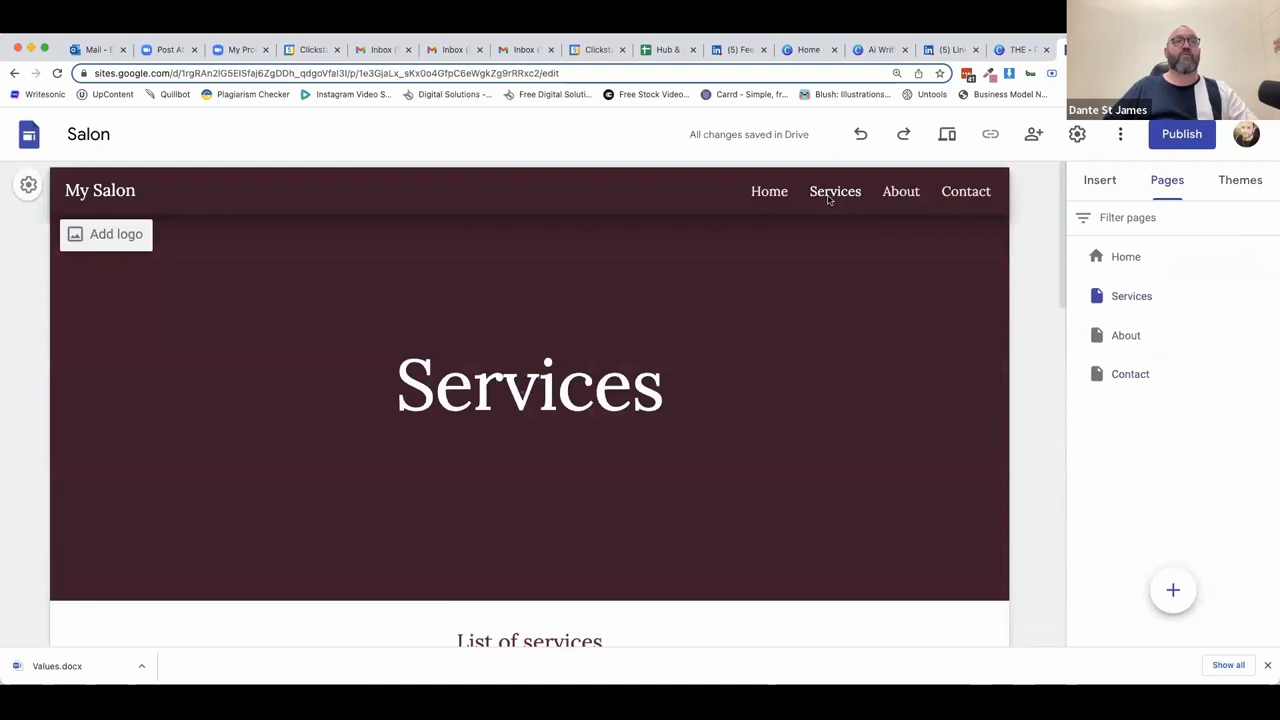 Mail -
Post A
My Pro
Clicksta
Inbox (
Inbox (
Inbox (
Clicksta
Hub &
(5) Fee
Home -
Ai Writ
(5) Lin
THE -
sites.google.com/d/1rgRAn2lG5ElSfaj6ZgDDh_qdgoVfaI3I/p/1e3GjaLx_sKx0o4GfpC6eWgkZg9rRRxc2/edit
Writesonic
UpContent
Quillbot
Plagiarism Checker
Instagram Video S...
Digital Solutions -...
Free Digital Soluti...
Free Stock Video...
Carrd - Simple, fr...
Blush: Illustrations...
Untools
Business Model N...
Dante St James
Salon
All changes saved in Drive
Publish
My Salon
Home
Services
About
Contact
Insert
Pages
Themes
Add logo
Filter pages
Home
Services
About
Contact
Services
List of services
Values.docx
Show all